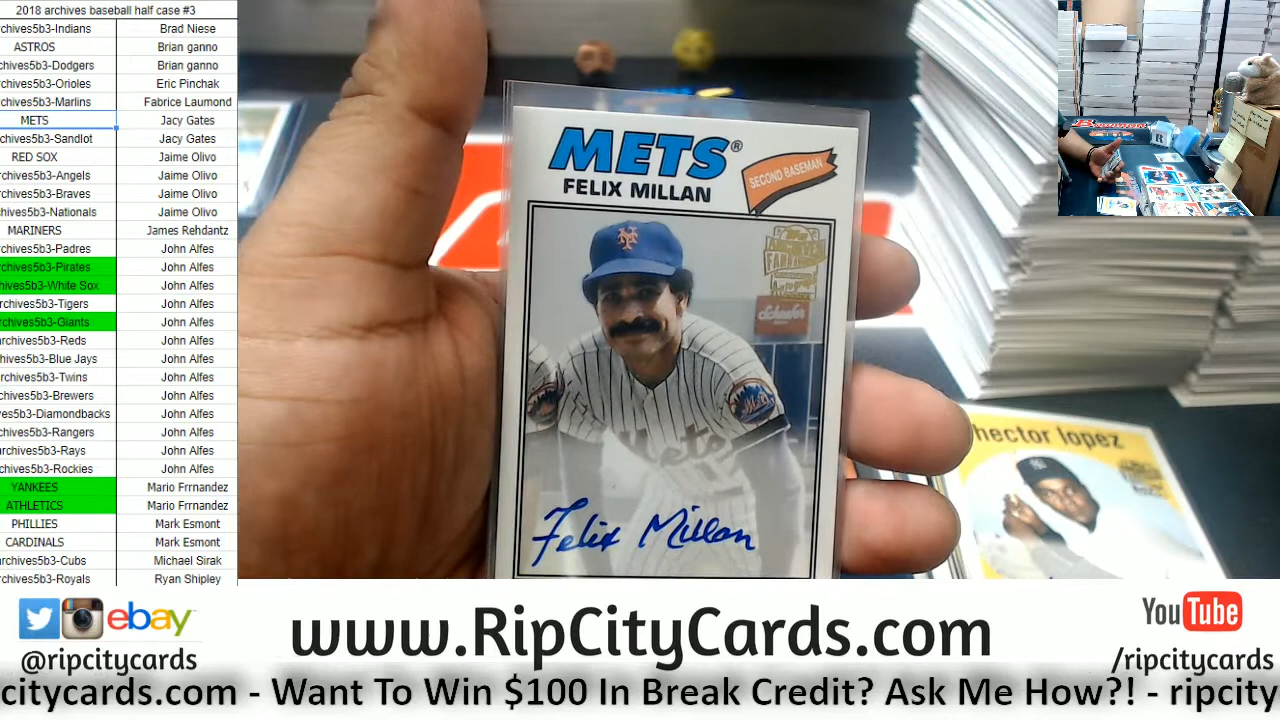 2018 archives baseball half case #3
chives5b3-Indians Brad Niese
ASTROS Brian ganno
chives5b3-Dodgers Brian ganno
rchives5b3-Orioles Eric Pinchak
rchives5b3-Marlins Fabrice Laumond
METS Jacy Gates
chives5b3-Sandlot Jacy Gates
RED SOX Jaime Olivo
chives5b3-Angels Jaime Olivo
chives5b3-Braves Jaime Olivo
hives5b3-Nationals Jaime Olivo
MARINERS James Rehdantz
rchives5b3-Padres John Alfes
rchives5b3-Pirates John Alfes
hives5b3-White Sox John Alfes
rchives5b3-Tigers John Alfes
rchives5b3-Giants John Alfes
rchives5b3-Reds John Alfes
hives5b3-Blue Jays John Alfes
rchives5b3-Twins John Alfes
chives5b3-Brewers John Alfes
es5b3-Diamondbacks John Alfes
chives5b3-Rangers John Alfes
archives5b3-Rays John Alfes
chives5b3-Rockies John Alfes
YANKEES Mario Frrnandez
ATHLETICS Mario Frrnandez
PHILLIES Mark Esmont
CARDINALS Mark Esmont
rchives5b3-Cubs Michael Sirak
chives5b3-Royals Ryan Shipley
METS®
FELIX MILLAN
SECOND BASEMAN
Mets
Felix Millan
hector lopez
ebay
@ripcitycards
www.RipCityCards.com
YouTube
/ripcitycards
citycards.com - Want To Win $100 In Break Credit? Ask Me How?! - ripcity